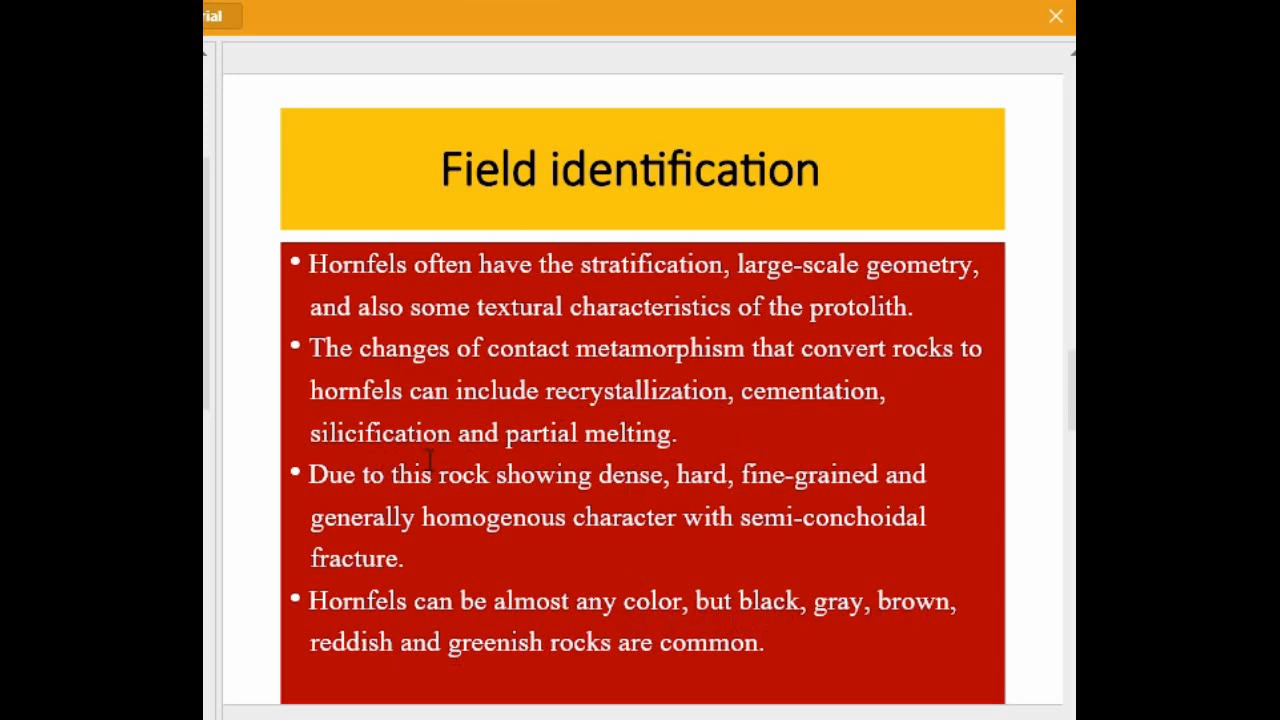 rial
Field identification
• Hornfels often have the stratification, large-scale geometry,
and also some textural characteristics of the protolith.
• The changes of contact metamorphism that convert rocks to
hornfels can include recrystallization, cementation,
silicification and partial melting.
• Due to this rock showing dense, hard, fine-grained and
generally homogenous character with semi-conchoidal
fracture.
• Hornfels can be almost any color, but black, gray, brown,
reddish and greenish rocks are common.